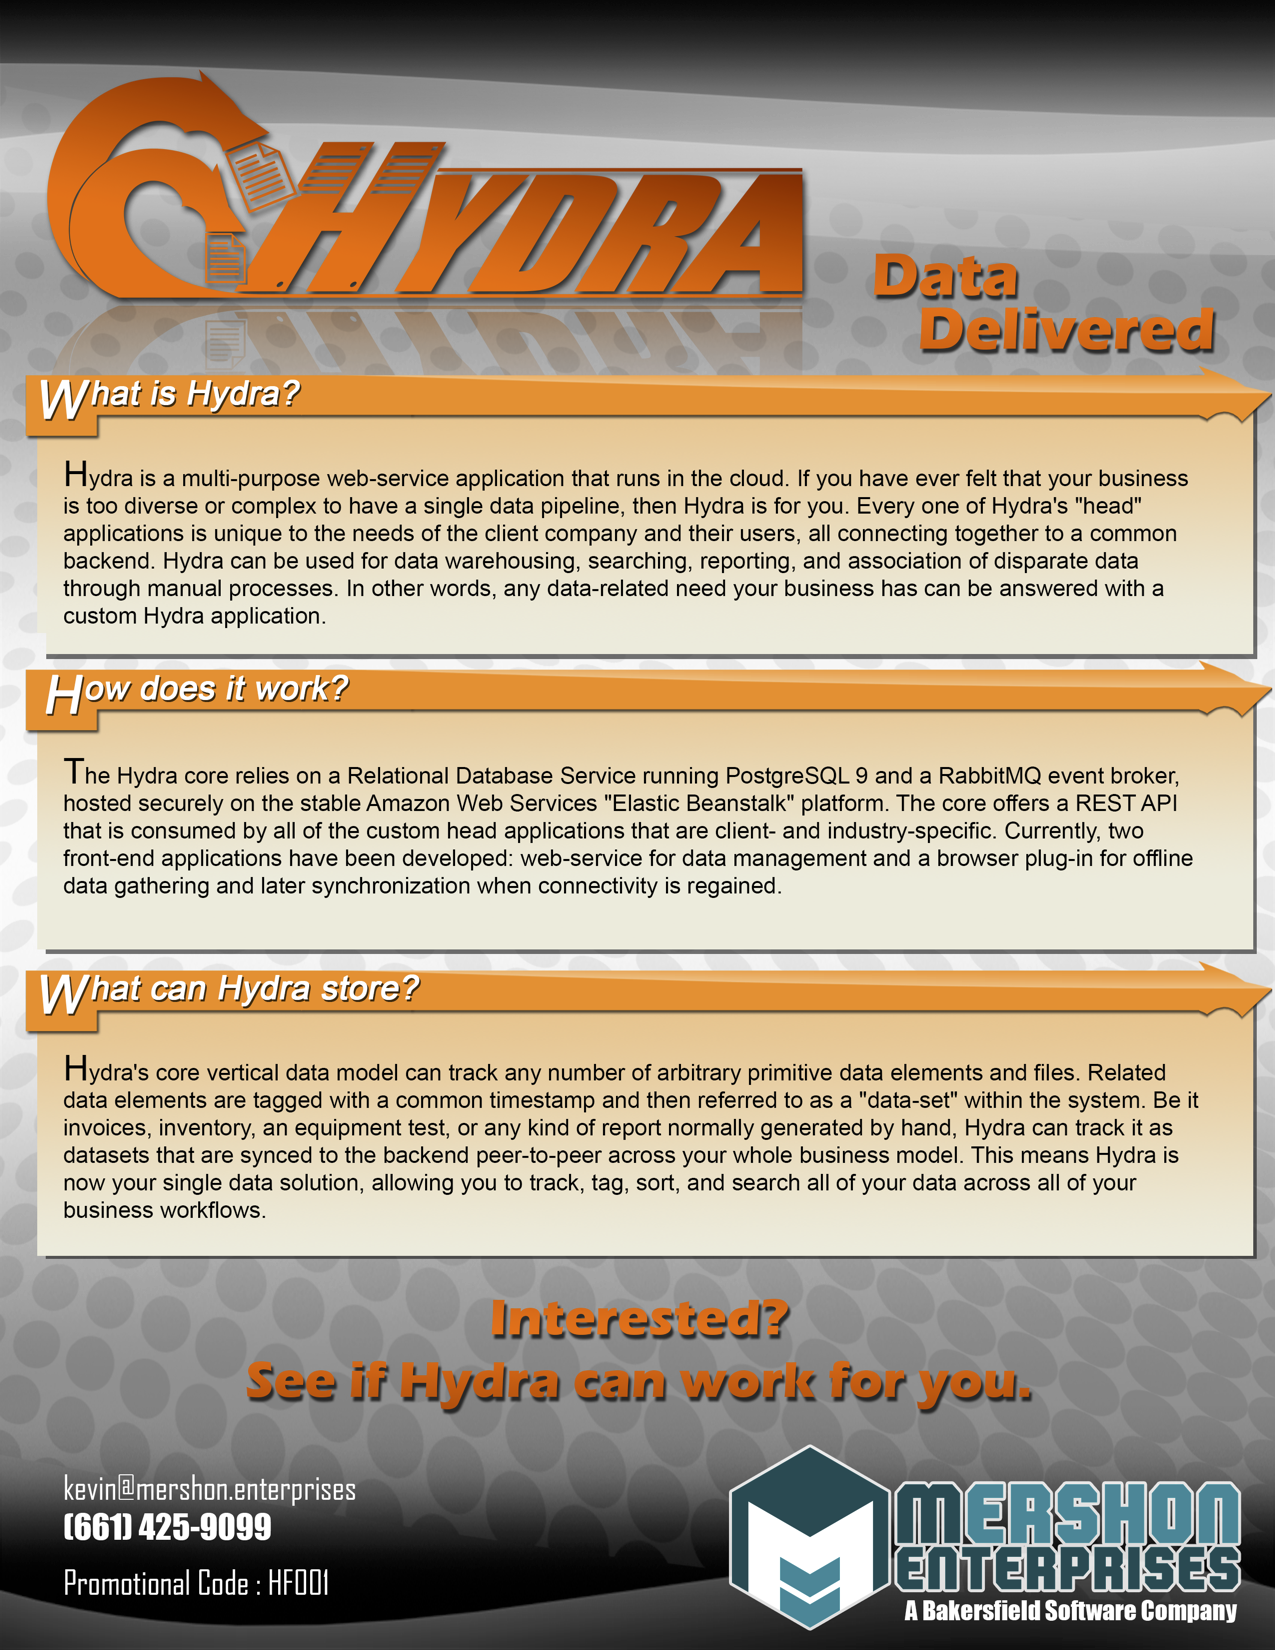 HYDRA
Data
Delivered
What is Hydra?
Hydra is a multi-purpose web-service application that runs in the cloud. If you have ever felt that your business
is too diverse or complex to have a single data pipeline, then Hydra is for you. Every one of Hydra's "head"
applications is unique to the needs of the client company and their users, all connecting together to a common
backend. Hydra can be used for data warehousing, searching, reporting, and association of disparate data
through manual processes. In other words, any data-related need your business has can be answered with a
custom Hydra application.
How does it work?
The Hydra core relies on a Relational Database Service running PostgreSQL 9 and a RabbitMQ event broker,
hosted securely on the stable Amazon Web Services "Elastic Beanstalk" platform. The core offers a REST API
that is consumed by all of the custom head applications that are client- and industry-specific. Currently, two
front-end applications have been developed: web-service for data management and a browser plug-in for offline
data gathering and later synchronization when connectivity is regained.
What can Hydra store?
Hydra's core vertical data model can track any number of arbitrary primitive data elements and files. Related
data elements are tagged with a common timestamp and then referred to as a "data-set" within the system. Be it
invoices, inventory, an equipment test, or any kind of report normally generated by hand, Hydra can track it as
datasets that are synced to the backend peer-to-peer across your whole business model. This means Hydra is
now your single data solution, allowing you to track, tag, sort, and search all of your data across all of your
business workflows.
Interested?
See if Hydra can work for you.
kevin@mershon.enterprises
(661) 425-9099
Promotional Code : HF001
MERSHON
ENTERPRISES
A Bakersfield Software Company